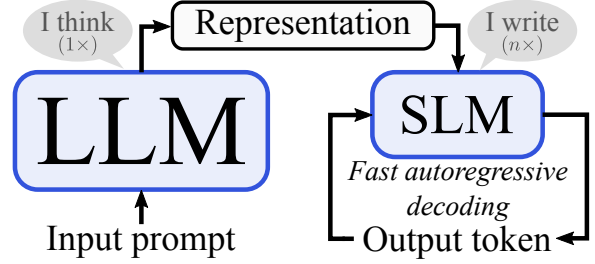 I think
(1×)
Representation
I write
(n×)
LLM
SLM
Fast autoregressive
decoding
Input prompt
Output token